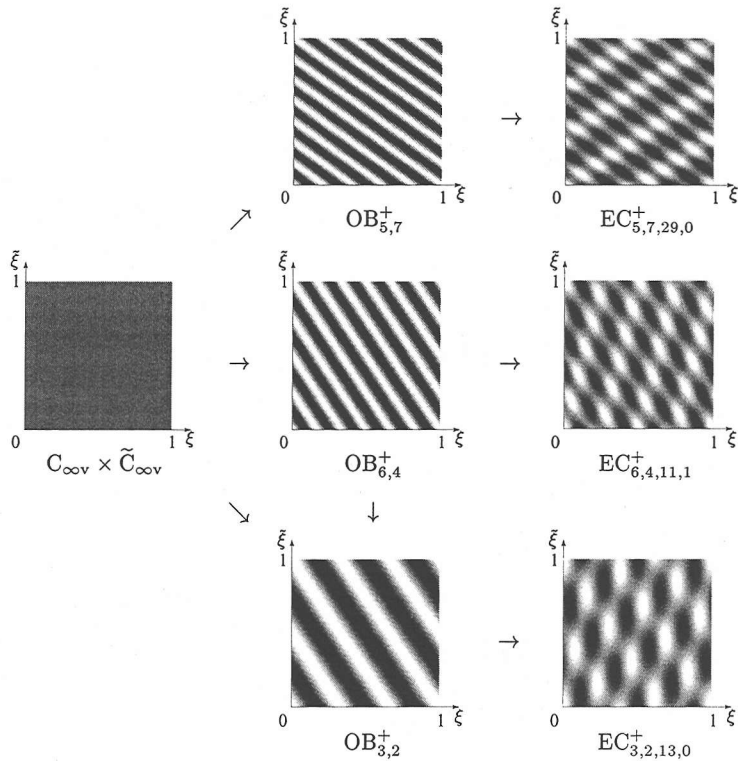 ξ̃
1
0 1 ξ
OB⁺₅,₇
→
ξ̃
1
0 1 ξ
EC⁺₅,₇,₂₉,₀
↗
ξ̃
1
0 1 ξ
C∞v × C̃∞v
→
ξ̃
1
0 1 ξ
OB⁺₆,₄
→
ξ̃
1
0 1 ξ
EC⁺₆,₄,₁₁,₁
↘
↓
ξ̃
1
0 1 ξ
OB⁺₃,₂
→
ξ̃
1
0 1 ξ
EC⁺₃,₂,₁₃,₀